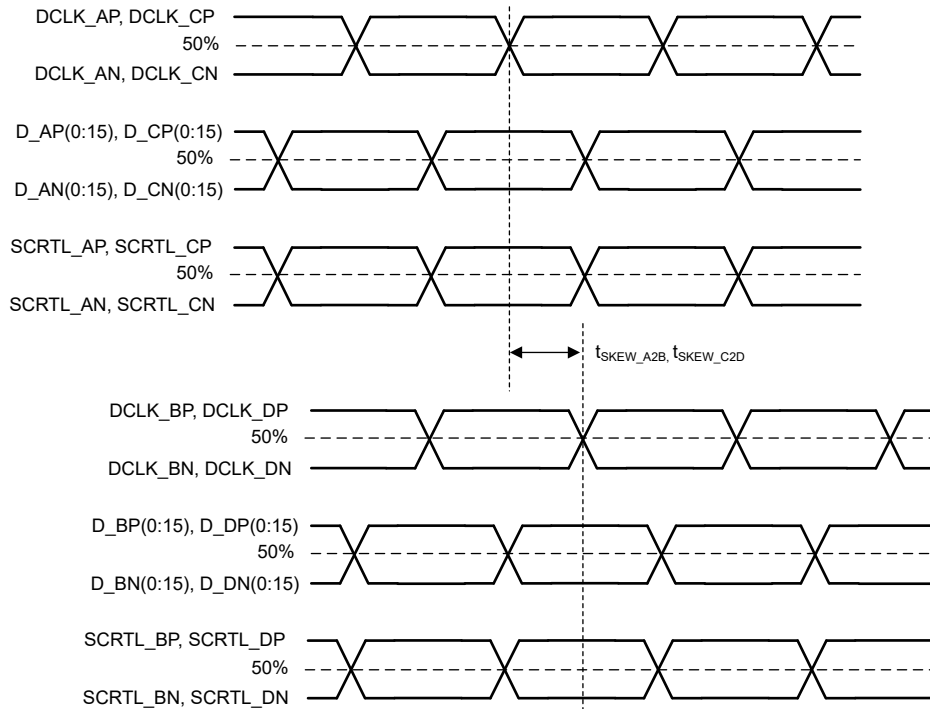 DCLK_AP, DCLK_CP
50%
DCLK_AN, DCLK_CN
D_AP(0:15), D_CP(0:15)
50%
D_AN(0:15), D_CN(0:15)
SCRTL_AP, SCRTL_CP
50%
SCRTL_AN, SCRTL_CN
tSKEW_A2B, tSKEW_C2D
DCLK_BP, DCLK_DP
50%
DCLK_BN, DCLK_DN
D_BP(0:15), D_DP(0:15)
50%
D_BN(0:15), D_DN(0:15)
SCRTL_BP, SCRTL_DP
50%
SCRTL_BN, SCRTL_DN